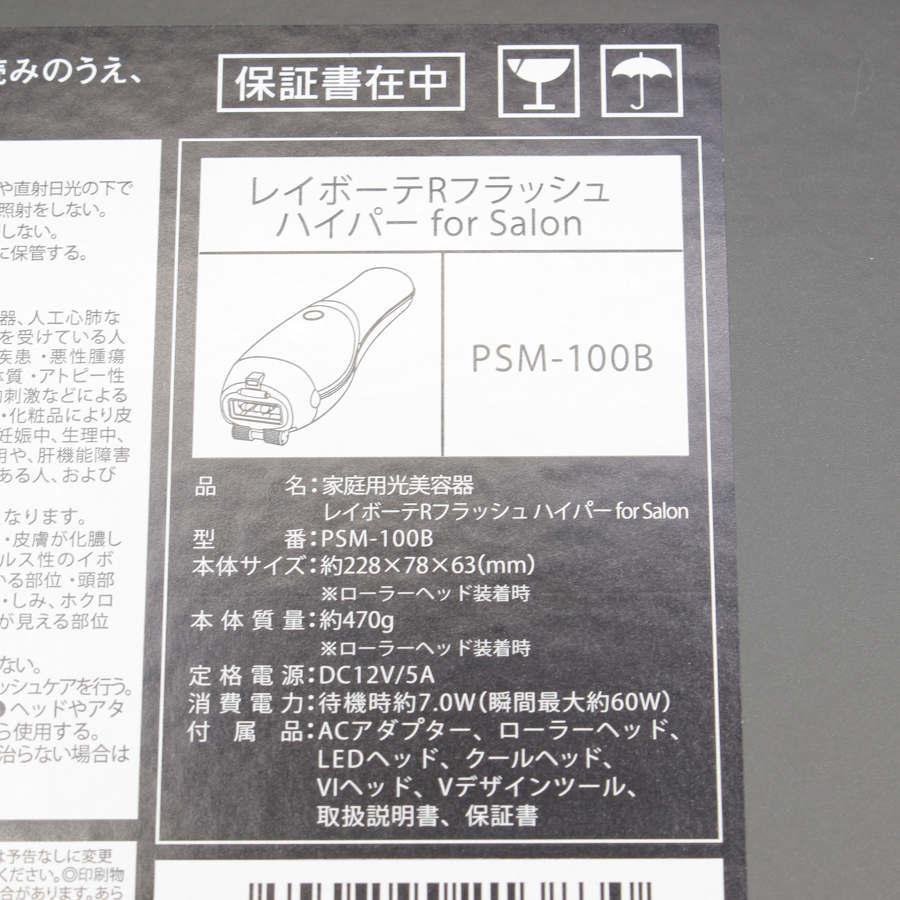 読みのうえ、
保証書在中
や直射日光の下で
照射をしない。
しない。
に保管する。
器、人工心肺な
を受けている人
疾患・悪性腫瘍
体質・アトピー性
的刺激などによる
・化粧品により皮
妊娠中、生理中、
用や、肝機能障害
ある人、および
なります。
・皮膚が化膿し
ルス性のイボ
いる部位・頭部
・しみ、ホクロ
が見える部位
ない。
ッシュケアを行う。
ヘッドやアタ
ら使用する。
治らない場合は
は予告なしに変更
ください。◎印刷物
合があります。あら
レイボーテRフラッシュ
ハイパー for Salon
PSM-100B
品名：家庭用光美容器
レイボーテRフラッシュ ハイパー for Salon
型番：PSM-100B
本体サイズ：約228×78×63(mm)
※ローラーヘッド装着時
本体質量：約470g
※ローラーヘッド装着時
定格電源：DC12V/5A
消費電力：待機時約7.0W（瞬間最大約60W）
付属品：ACアダプター、ローラーヘッド、
LEDヘッド、クールヘッド、
VIヘッド、Vデザインツール、
取扱説明書、保証書